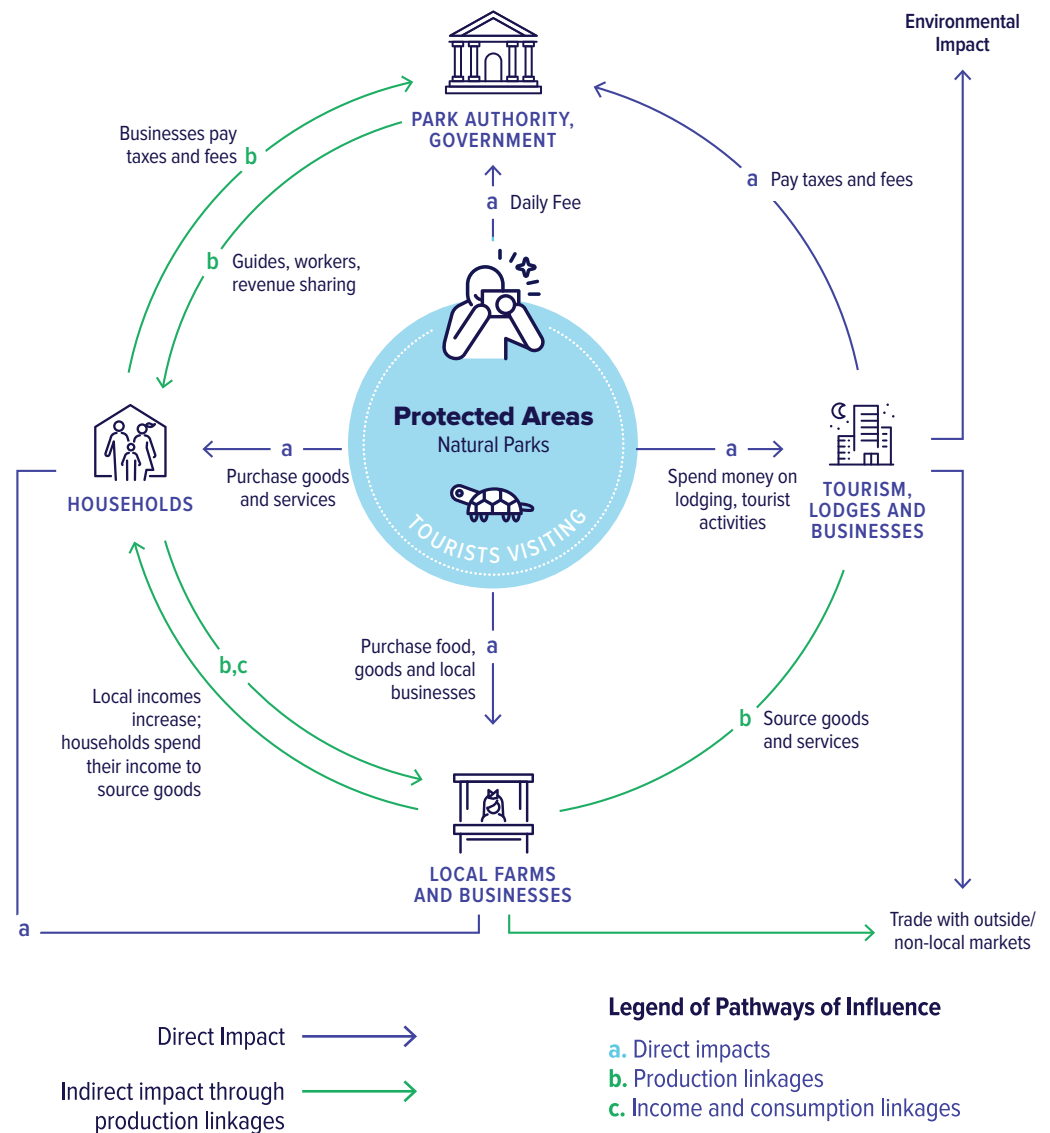 Environmental
Impact
PARK AUTHORITY,
GOVERNMENT
Businesses pay
taxes and fees b
a Pay taxes and fees
a Daily Fee
b Guides, workers,
revenue sharing
Protected Areas
Natural Parks
TOURISTS VISITING
a
Purchase goods
and services
HOUSEHOLDS
a
Spend money on
lodging, tourist
activities
TOURISM,
LODGES AND
BUSINESSES
Purchase food, a
goods and local
businesses
b,c
Local incomes
increase;
households spend
their income to
source goods
b Source goods
and services
LOCAL FARMS
AND BUSINESSES
a
Trade with outside/
non-local markets
Direct Impact
Indirect impact through
production linkages
Legend of Pathways of Influence
a. Direct impacts
b. Production linkages
c. Income and consumption linkages